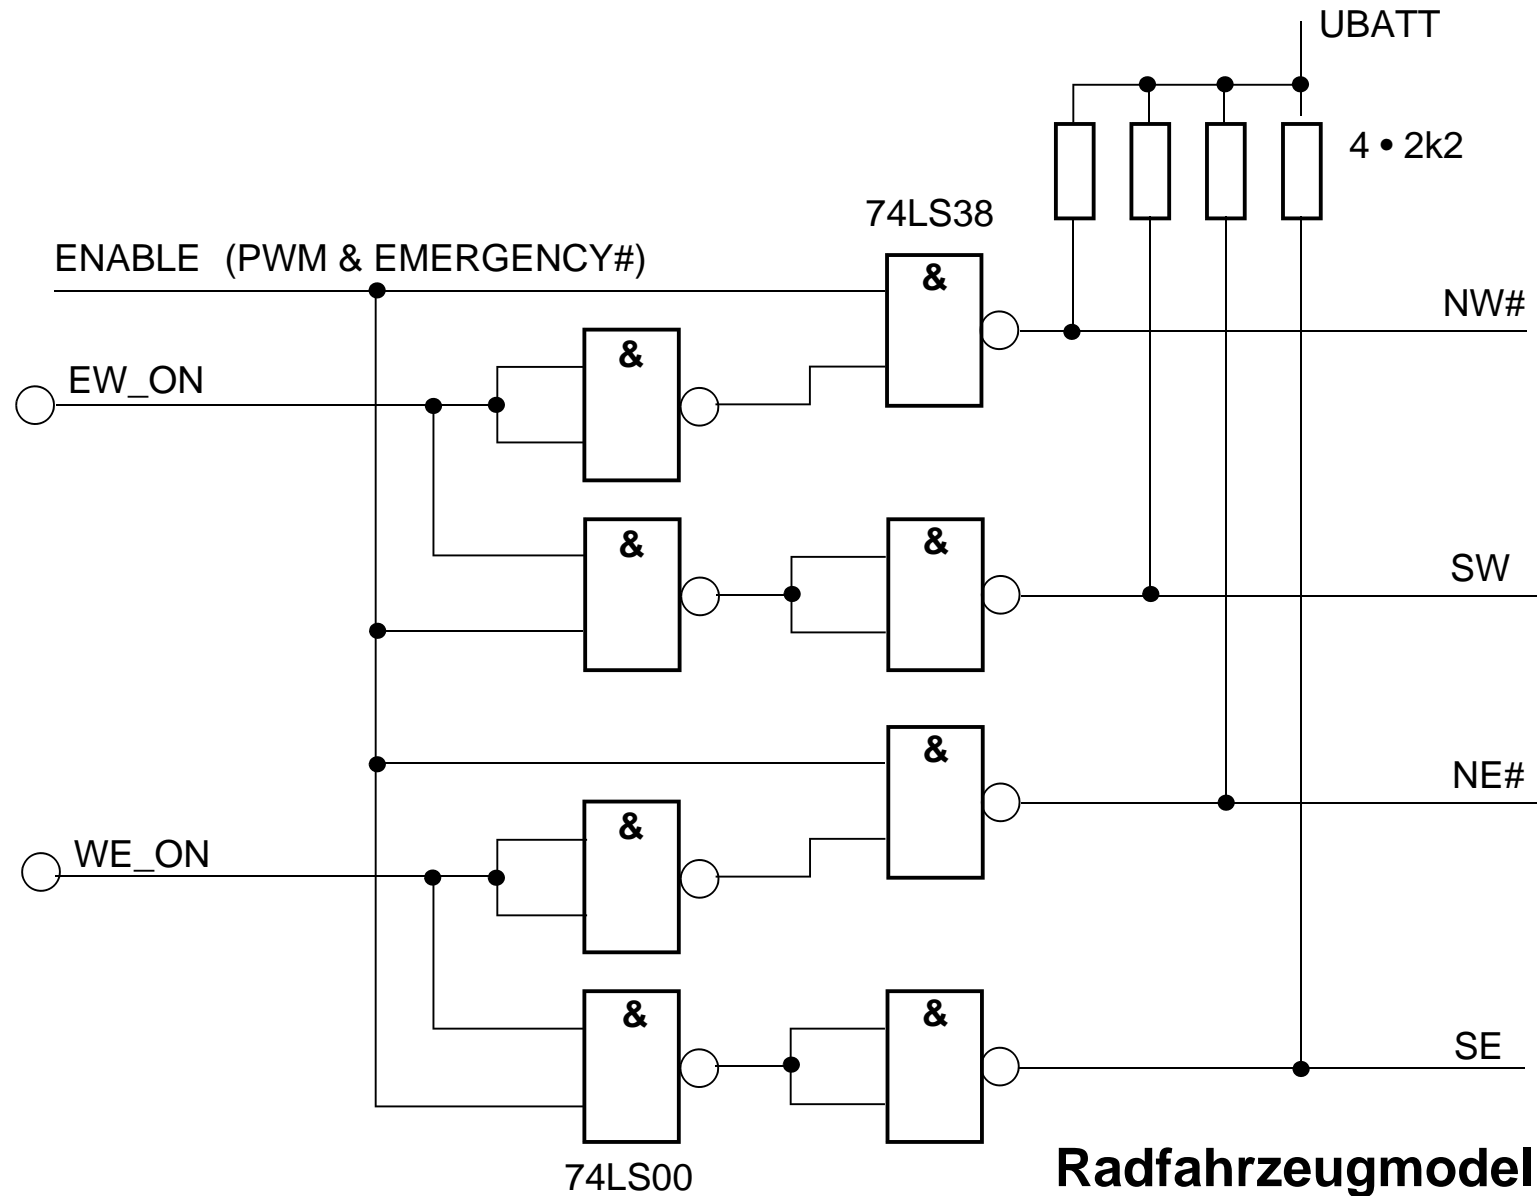 UBATT
4 • 2k2
74LS38
ENABLE (PWM & EMERGENCY#)
&
NW#
&
EW_ON
&
&
SW
&
NE#
&
WE_ON
&
&
SE
74LS00
Radfahrzeugmodel